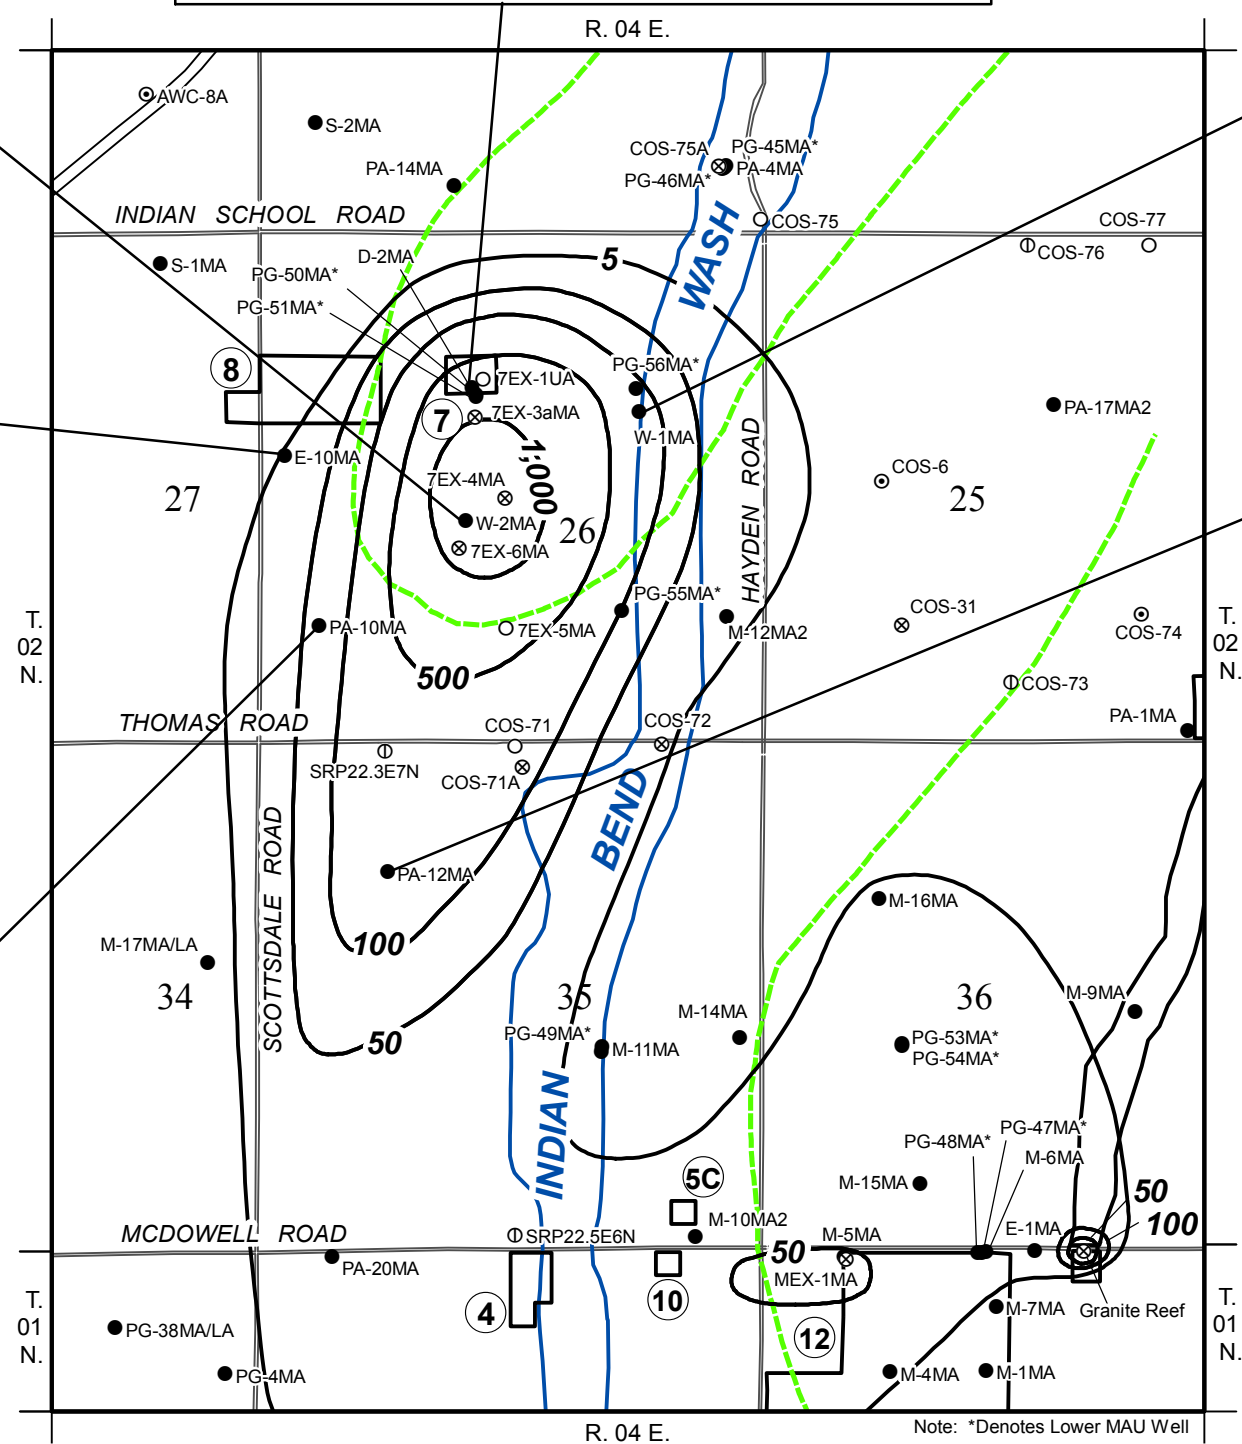 R. 04 E.
AWC-8A
S-2MA
COS-75A
PG-45MA*
PA-14MA
PA-4MA
PG-46MA*
INDIAN SCHOOL ROAD
COS-75
COS-77
COS-76
WASH
D-2MA
5
S-1MA
PG-50MA*
PG-51MA*
8
PG-56MA*
7EX-1UA
7
7EX-3aMA
PA-17MA2
W-1MA
E-10MA
1,000
HAYDEN ROAD
COS-6
27
7EX-4MA
25
W-2MA
26
7EX-6MA
PG-55MA*
COS-31
T.
02
N.
PA-10MA
7EX-5MA
M-12MA2
COS-74
T.
02
N.
500
COS-73
THOMAS ROAD
COS-71
COS-72
PA-1MA
SRP22.3E7N
COS-71A
BEND
SCOTTSDALE ROAD
PA-12MA
M-16MA
100
M-17MA/LA
34
35
36
M-9MA
M-14MA
PG-49MA*
M-11MA
PG-53MA*
PG-54MA*
50
INDIAN
PG-47MA*
PG-48MA*
M-6MA
5C
M-15MA
50
M-10MA2
100
MCDOWELL ROAD
SRP22.5E6N
M-5MA
E-1MA
PA-20MA
50
MEX-1MA
10
4
Granite Reef
M-7MA
T.
01
N.
PG-38MA/LA
12
T.
01
N.
PG-4MA
M-4MA
M-1MA
R. 04 E.
Note: *Denotes Lower MAU Well